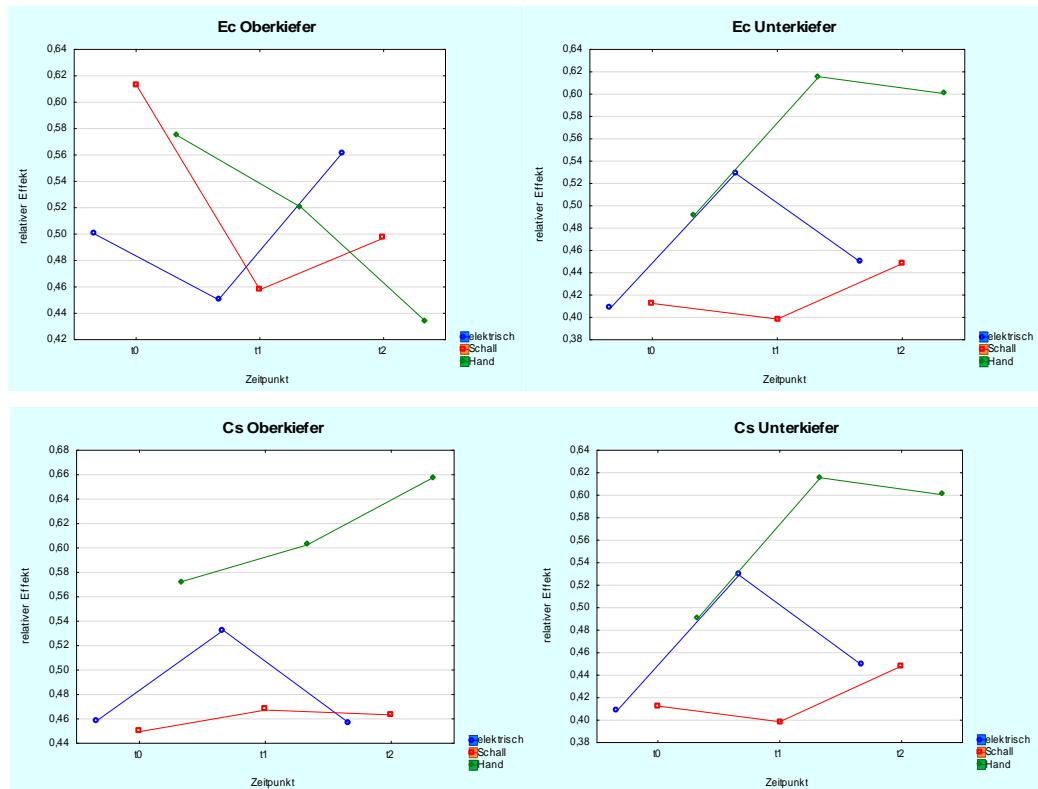 Ec Oberkiefer
relativer Effekt
0,64
0,62
0,60
0,58
0,56
0,54
0,52
0,50
0,48
0,46
0,44
0,42
t0 t1 t2
Zeitpunkt
elektrisch
Schall
Hand
Ec Unterkiefer
relativer Effekt
0,64
0,62
0,60
0,58
0,56
0,54
0,52
0,50
0,48
0,46
0,44
0,42
0,40
0,38
t0 t1 t2
Zeitpunkt
elektrisch
Schall
Hand
Cs Oberkiefer
relativer Effekt
0,68
0,66
0,64
0,62
0,60
0,58
0,56
0,54
0,52
0,50
0,48
0,46
0,44
t0 t1 t2
Zeitpunkt
elektrisch
Schall
Hand
Cs Unterkiefer
relativer Effekt
0,64
0,62
0,60
0,58
0,56
0,54
0,52
0,50
0,48
0,46
0,44
0,42
0,40
0,38
t0 t1 t2
Zeitpunkt
elektrisch
Schall
Hand